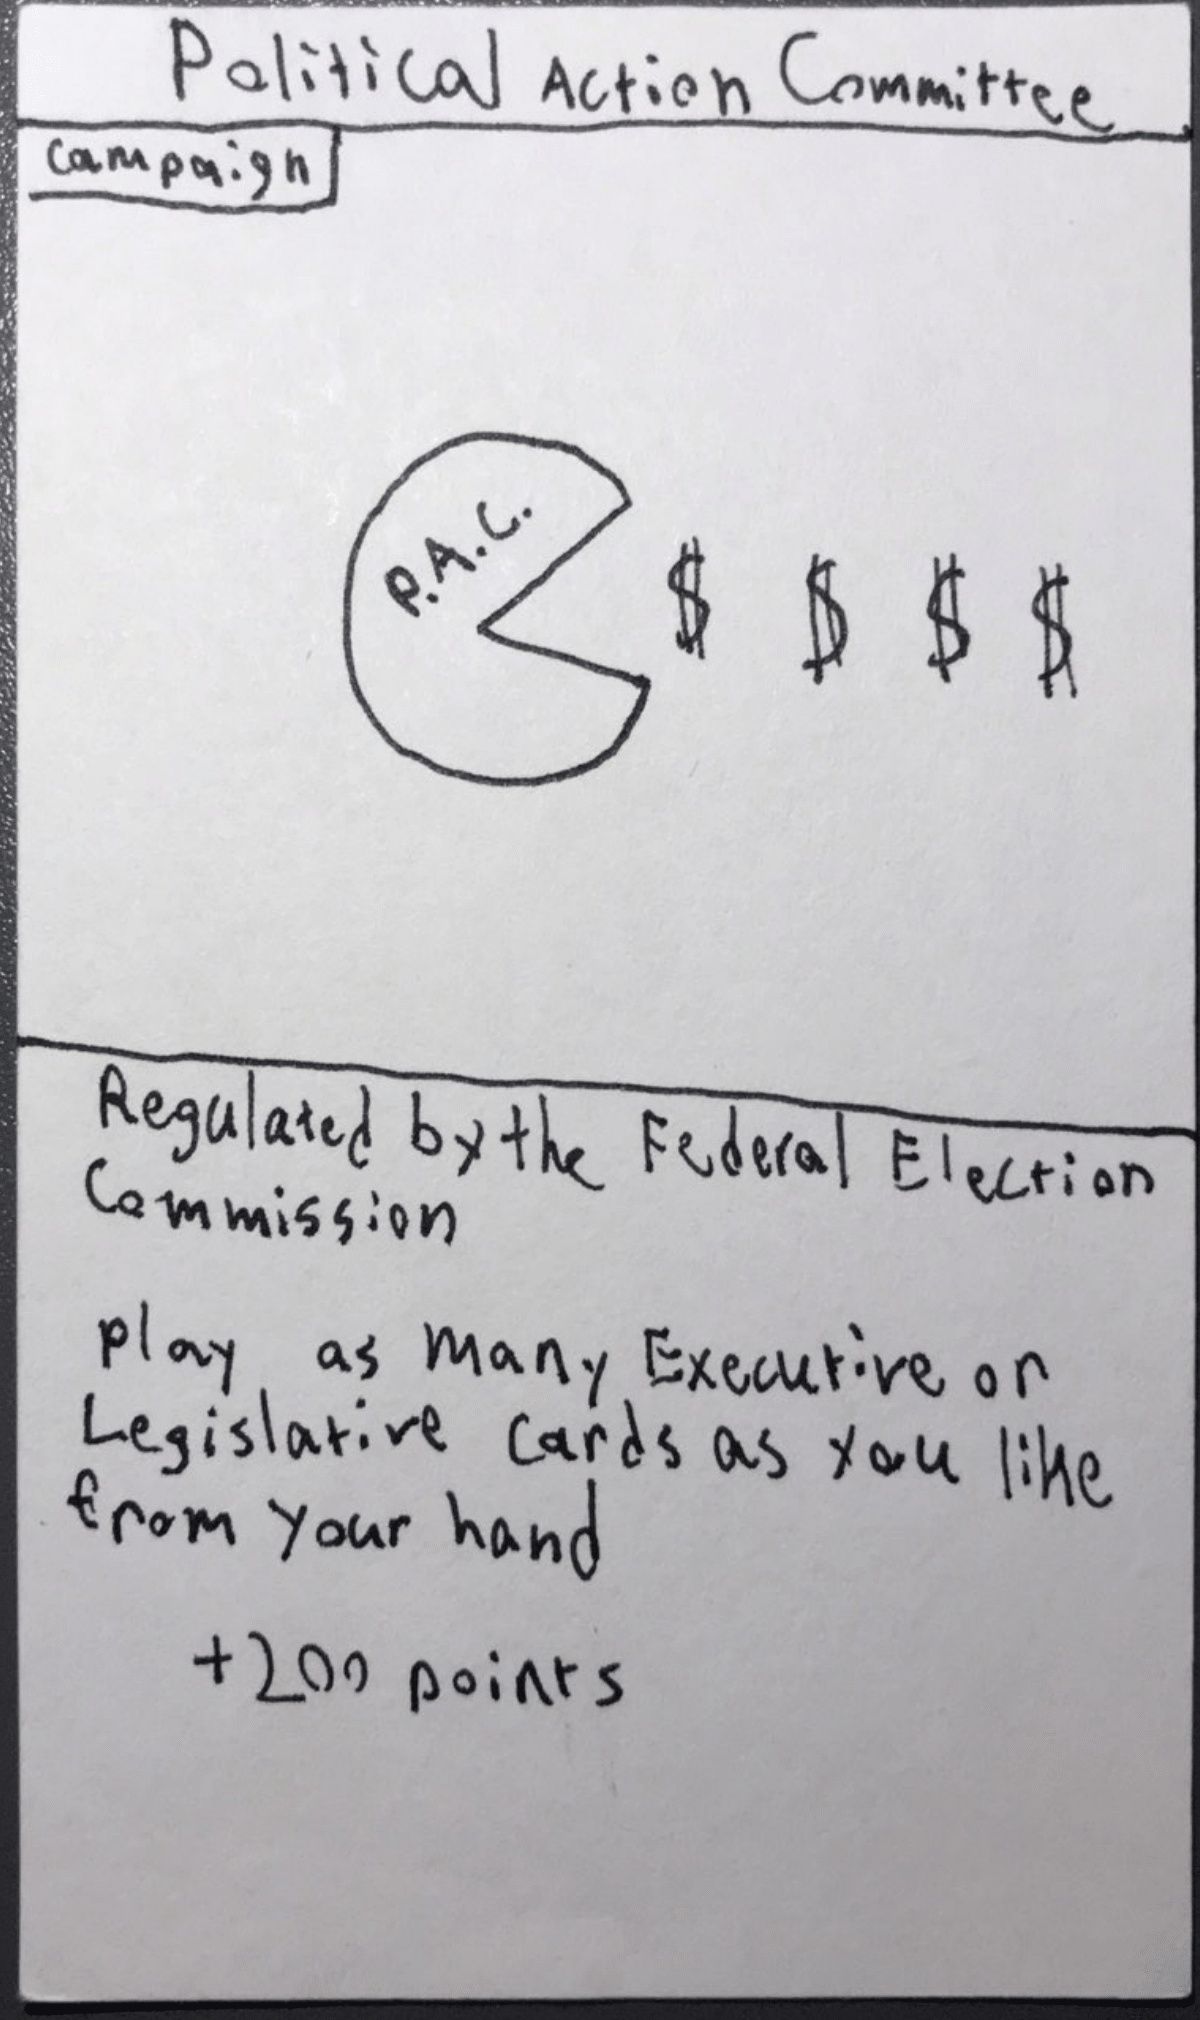 Political Action Committee
Campaign
P.A.C.
$ $ $ $
Regulated by the Federal Election
Commission
Play as many Executive or
Legislative Cards as you like
from your hand
+200 points